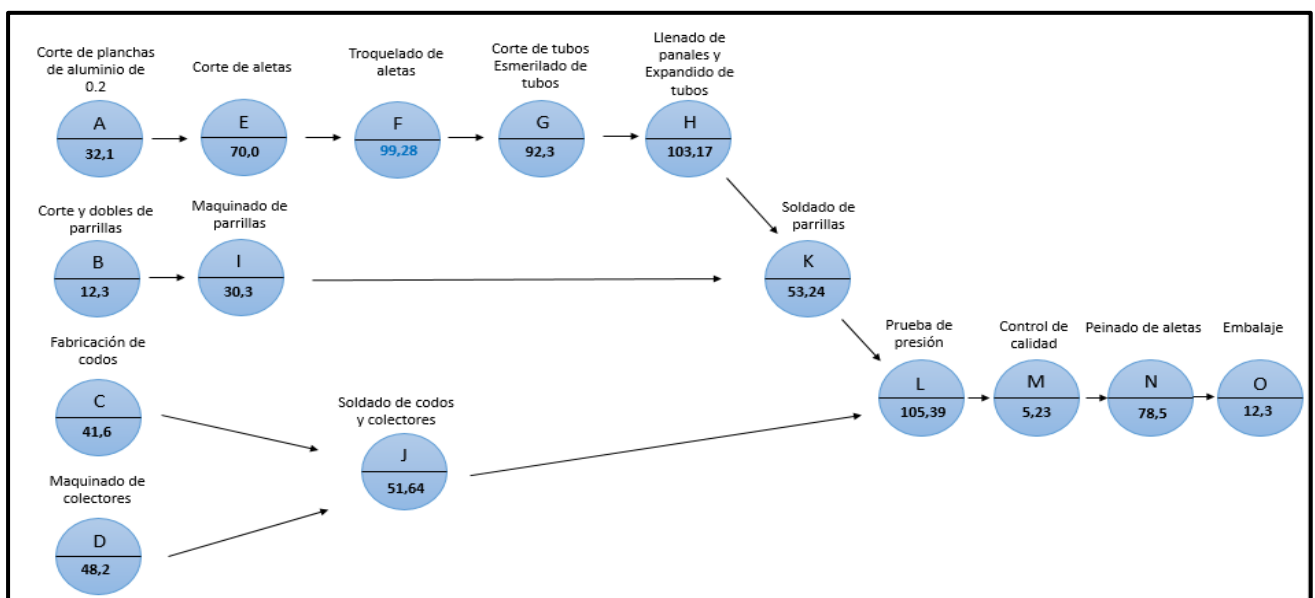 Corte de planchas
de aluminio de
0.2
A
32,1
Corte de aletas
E
70,0
Troquelado de
aletas
F
99,28
Corte de tubos
Esmerilado de
tubos
G
92,3
Llenado de
panales y
Expandido de
tubos
H
103,17
Corte y dobles de
parrillas
B
12,3
Maquinado de
parrillas
I
30,3
Soldado de
parrillas
K
53,24
Fabricación de
codos
C
41,6
Maquinado de
colectores
D
48,2
Soldado de codos
y colectores
J
51,64
Prueba de
presión
L
105,39
Control de
calidad
M
5,23
Peinado de aletas
N
78,5
Embalaje
O
12,3